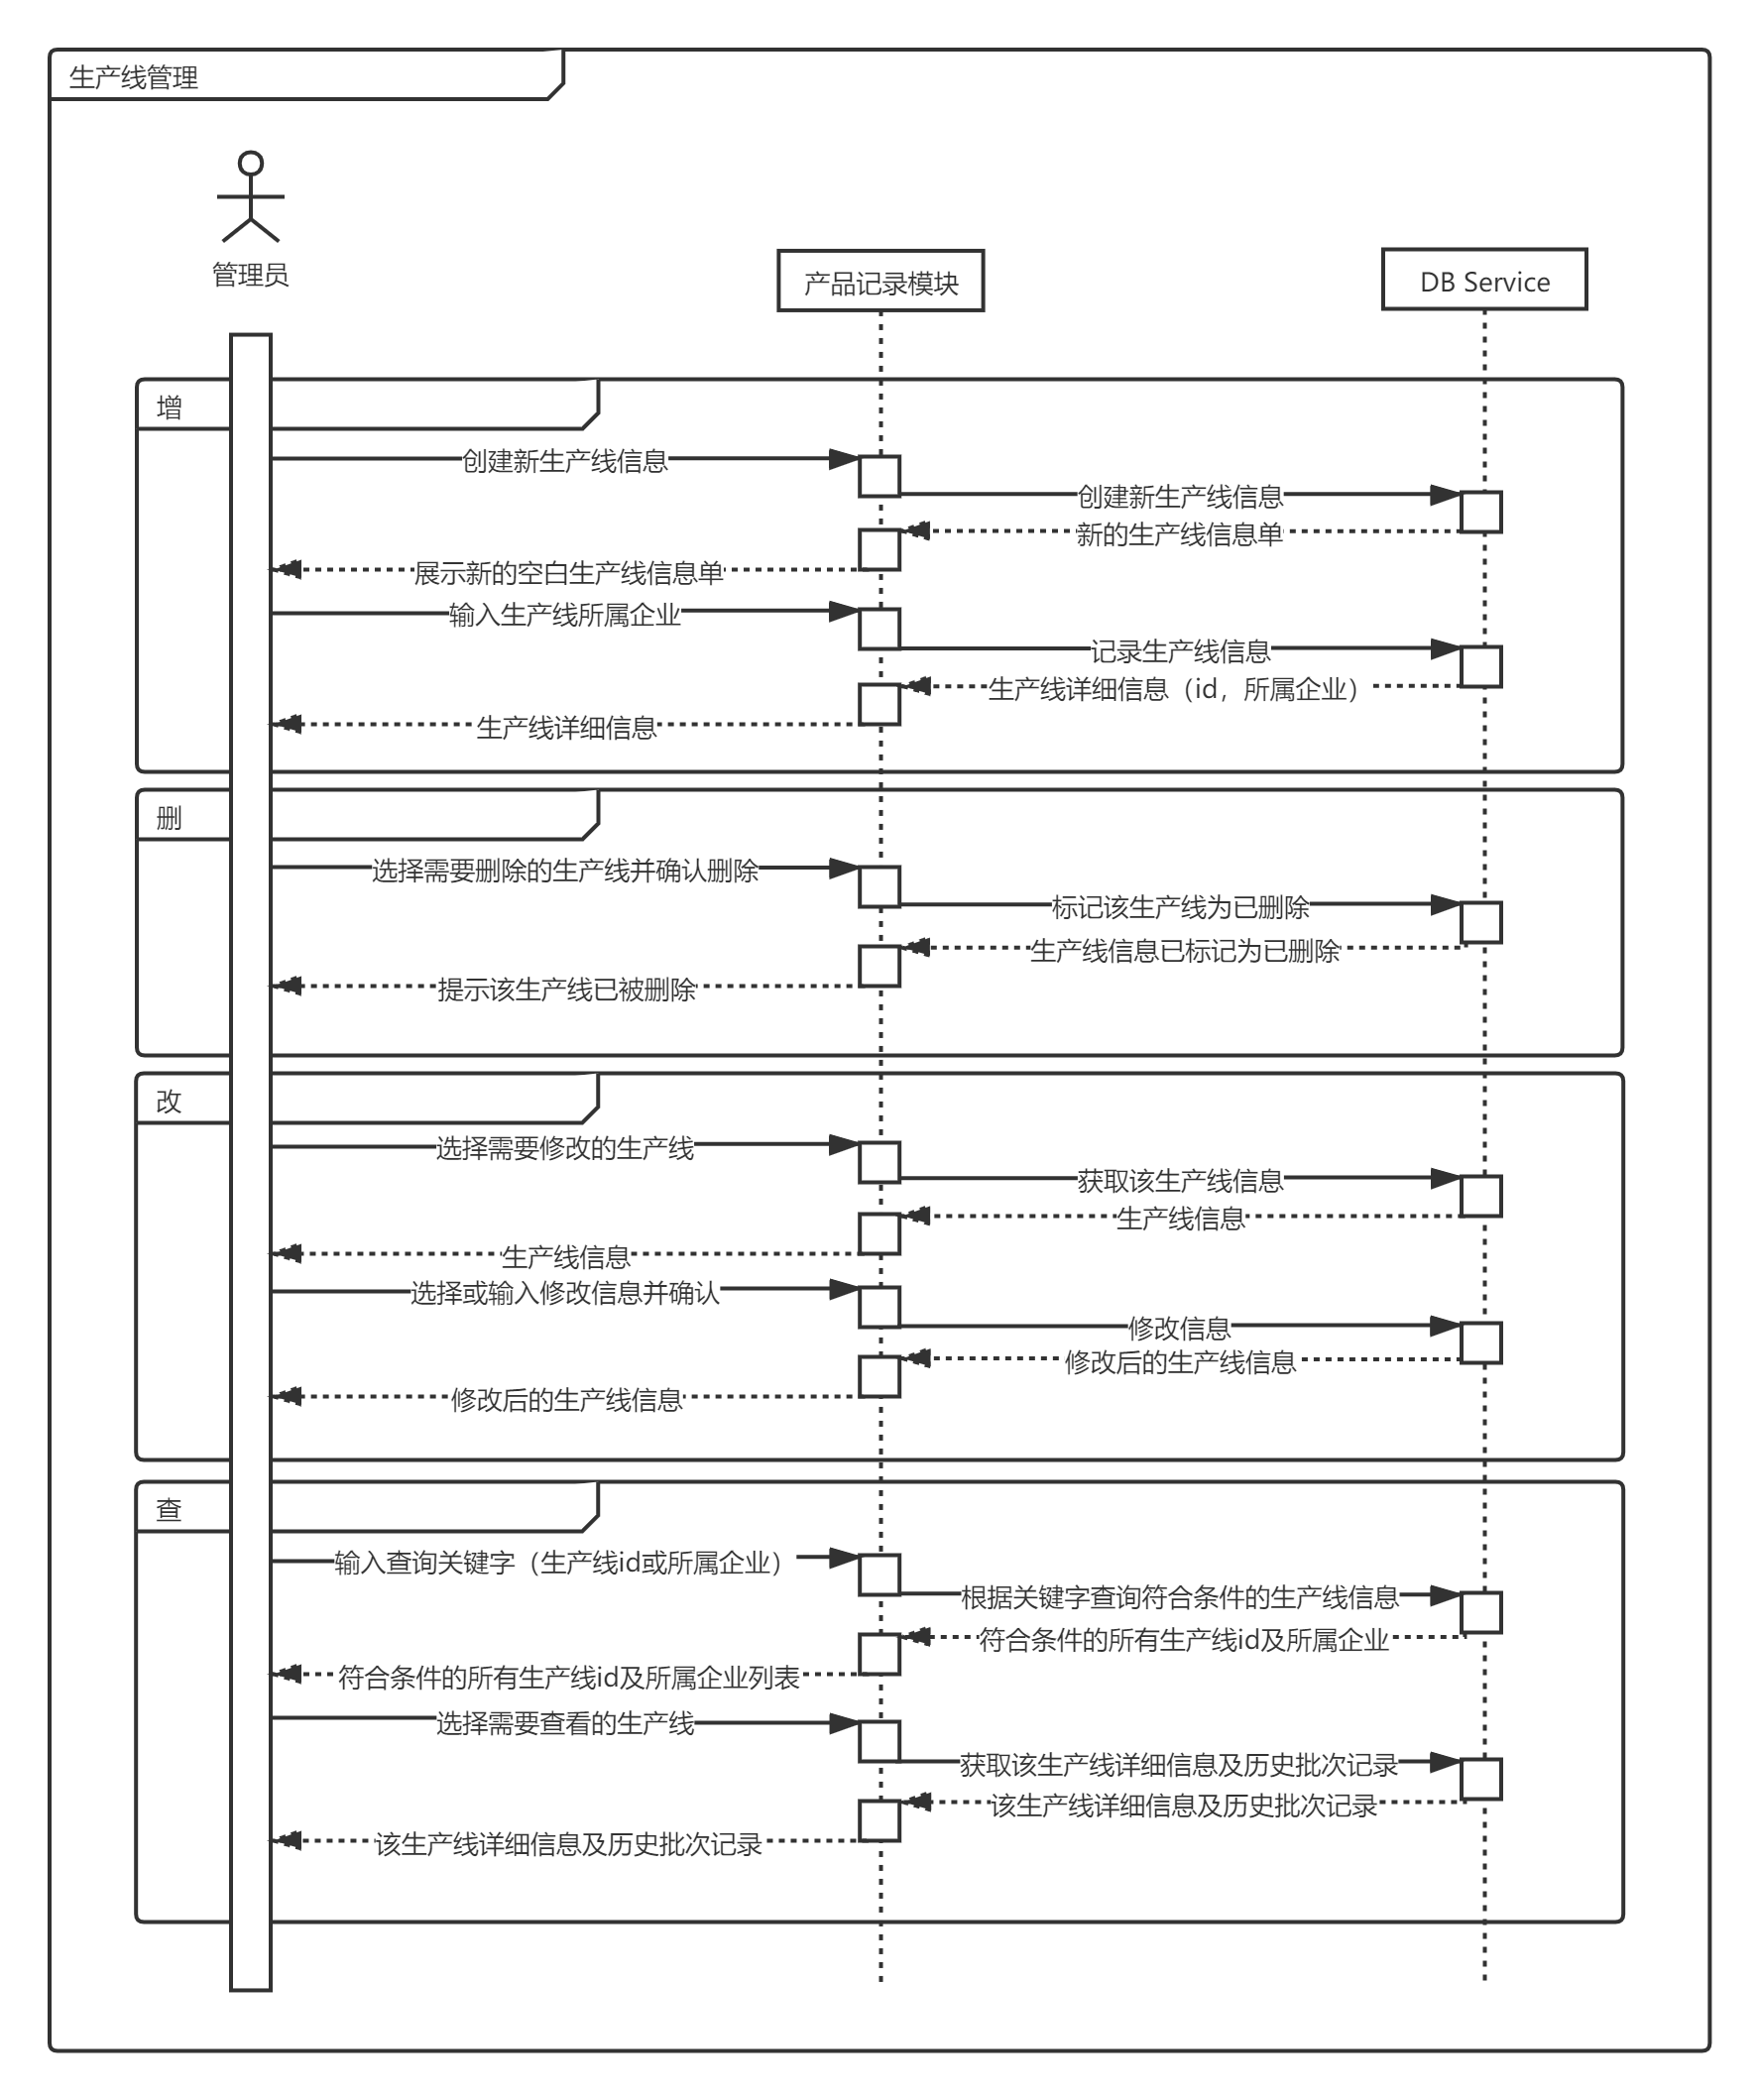 生产线管理
管理员
产品记录模块
DB Service
增
创建新生产线信息
创建新生产线信息
新的生产线信息单
展示新的空白生产线信息单
输入生产线所属企业
记录生产线信息
生产线详细信息（id，所属企业）
生产线详细信息
删
选择需要删除的生产线并确认删除
标记该生产线为已删除
生产线信息已标记为已删除
提示该生产线已被删除
改
选择需要修改的生产线
获取该生产线信息
生产线信息
生产线信息
选择或输入修改信息并确认
修改信息
修改后的生产线信息
修改后的生产线信息
查
输入查询关键字（生产线id或所属企业）
根据关键字查询符合条件的生产线信息
符合条件的所有生产线id及所属企业
符合条件的所有生产线id及所属企业列表
选择需要查看的生产线
获取该生产线详细信息及历史批次记录
该生产线详细信息及历史批次记录
该生产线详细信息及历史批次记录